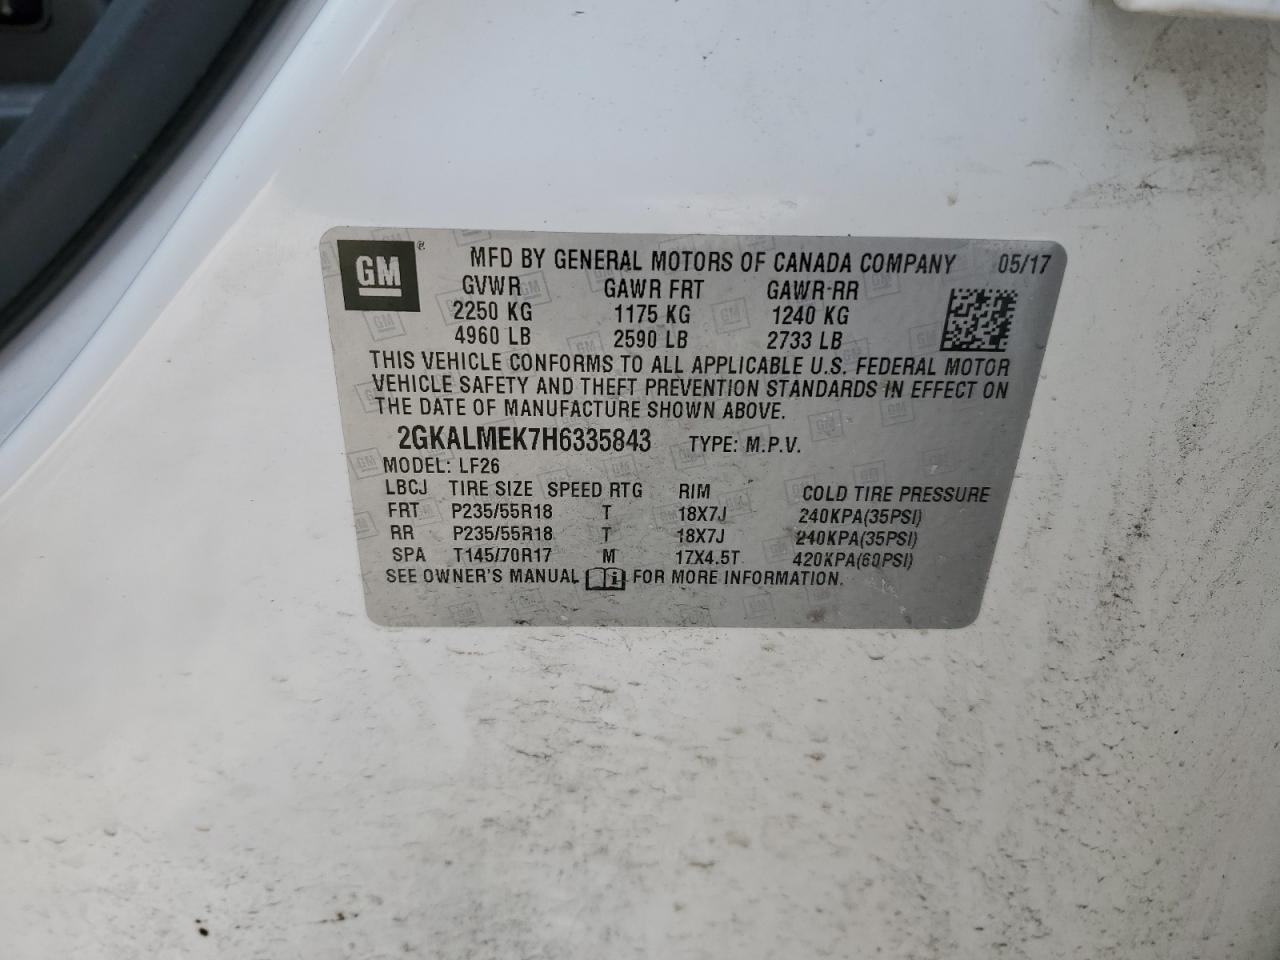 GM ® MFD BY GENERAL MOTORS OF CANADA COMPANY 05/17
GVWR GAWR FRT GAWR-RR
2250 KG 1175 KG 1240 KG
4960 LB 2590 LB 2733 LB
THIS VEHICLE CONFORMS TO ALL APPLICABLE U.S. FEDERAL MOTOR
VEHICLE SAFETY AND THEFT PREVENTION STANDARDS IN EFFECT ON
THE DATE OF MANUFACTURE SHOWN ABOVE.
2GKALMEK7H6335843 TYPE: M.P.V.
MODEL: LF26
LBCJ TIRE SIZE SPEED RTG RIM COLD TIRE PRESSURE
FRT P235/55R18 T 18X7J 240KPA(35PSI)
RR P235/55R18 T 18X7J 240KPA(35PSI)
SPA T145/70R17 M 17X4.5T 420KPA(60PSI)
SEE OWNER'S MANUAL FOR MORE INFORMATION.